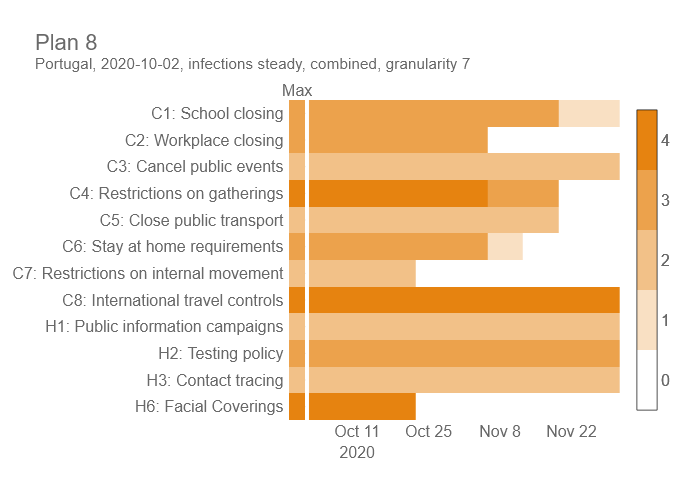 Plan 8
Portugal, 2020-10-02, infections steady, combined, granularity 7
Max
C1: School closing
C2: Workplace closing
C3: Cancel public events
C4: Restrictions on gatherings
C5: Close public transport
C6: Stay at home requirements
C7: Restrictions on internal movement
C8: International travel controls
H1: Public information campaigns
H2: Testing policy
H3: Contact tracing
H6: Facial Coverings
Oct 11 Oct 25 Nov 8 Nov 22
2020
4
3
2
1
0